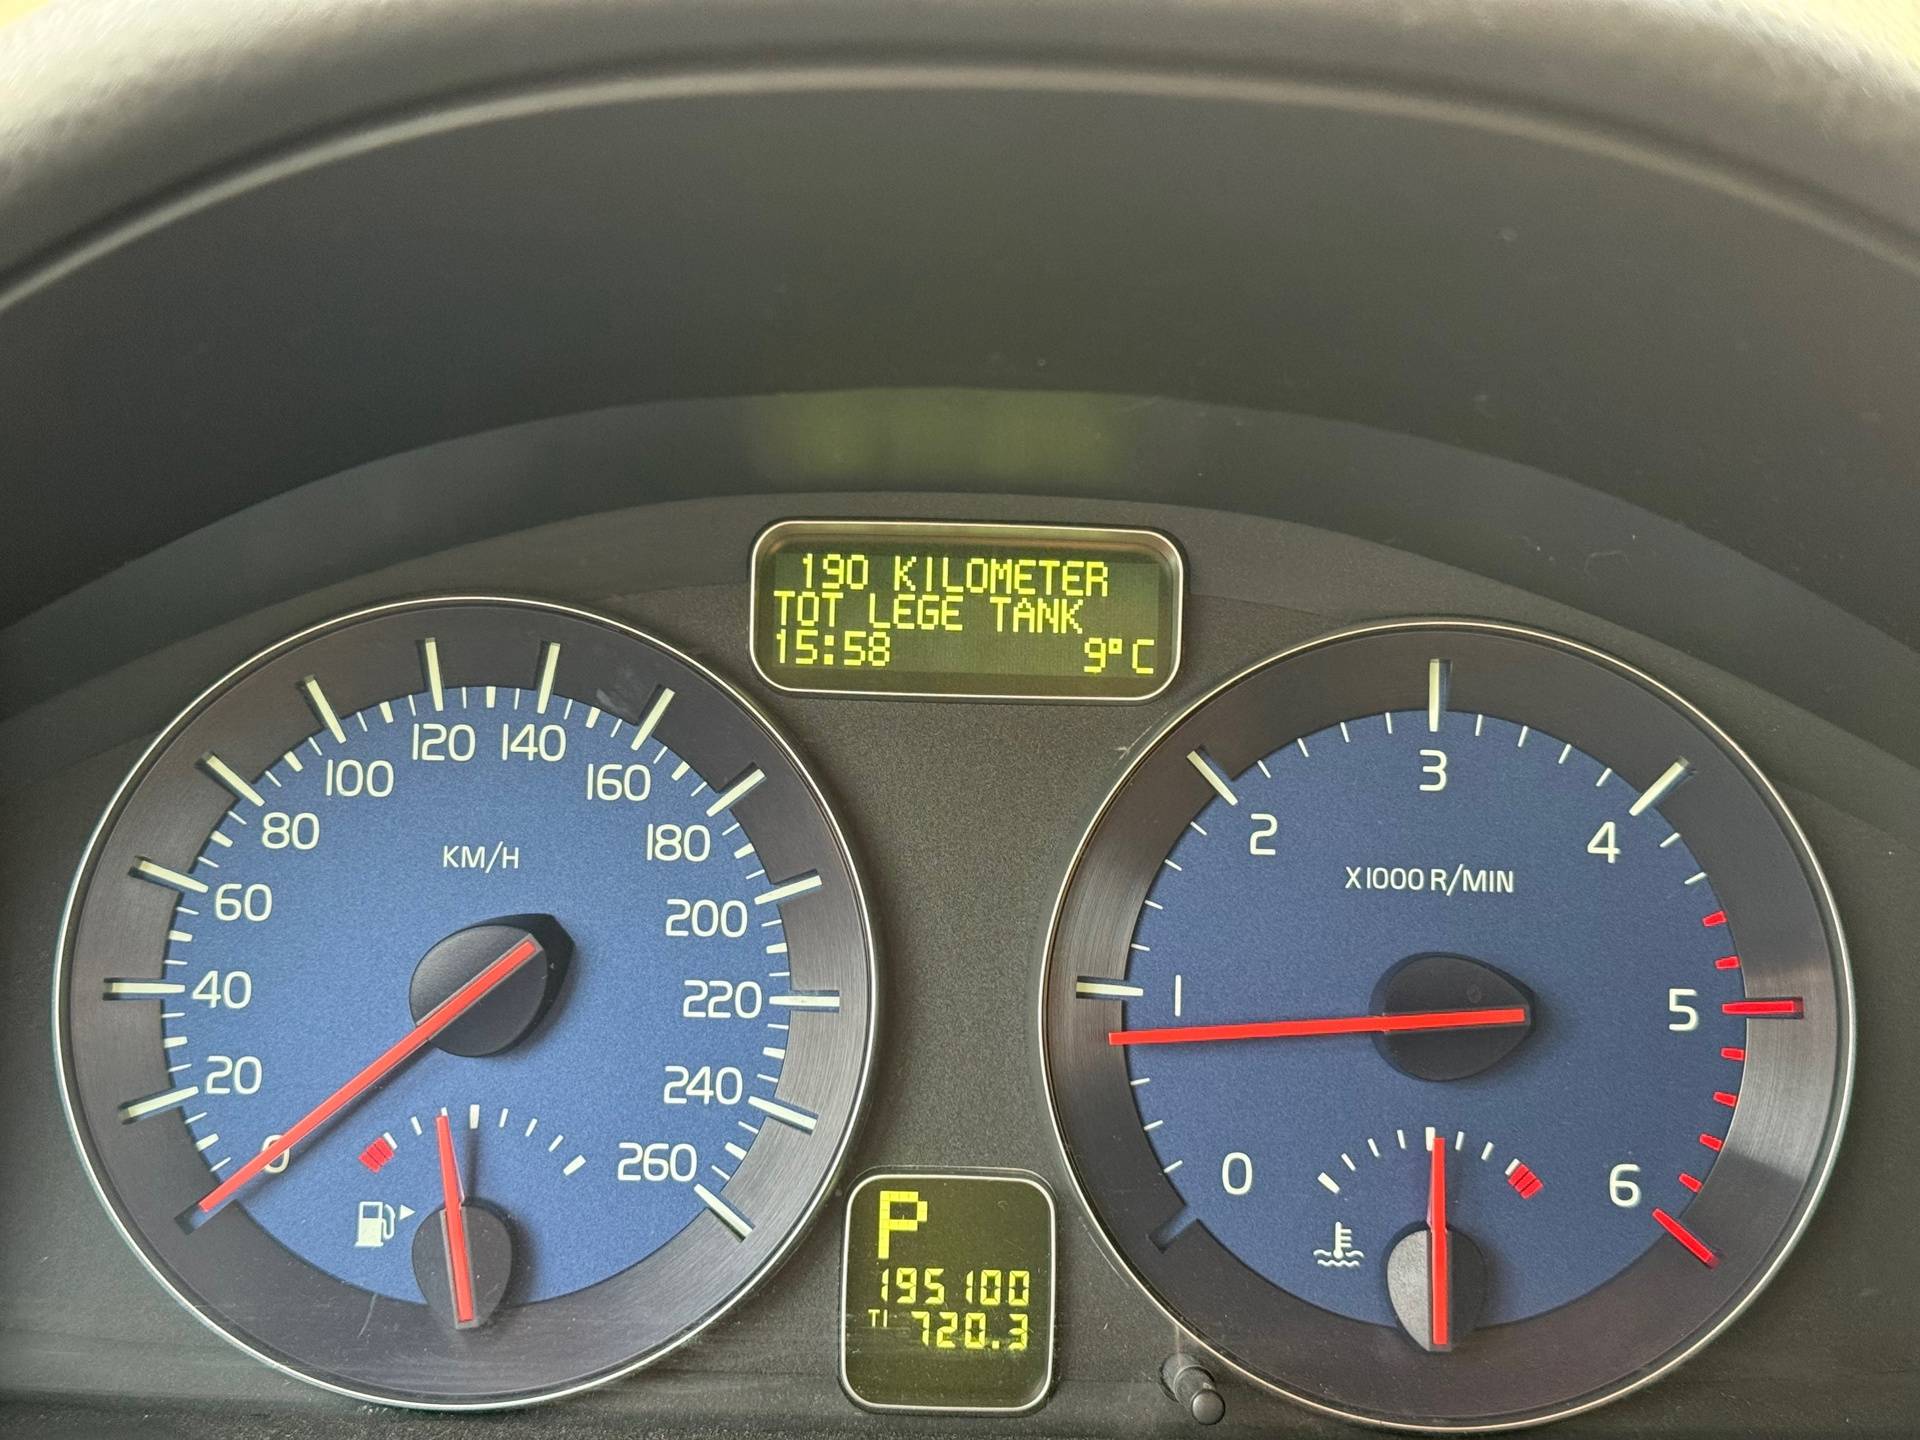 190 KILOMETER
TOT LEGE TANK
15:58 9°C
0 20 40 60 80 100 120 140 160 180 200 220 240 260
KM/H
0 1 2 3 4 5 6
X1000 R/MIN
P
195100
T1 720.3